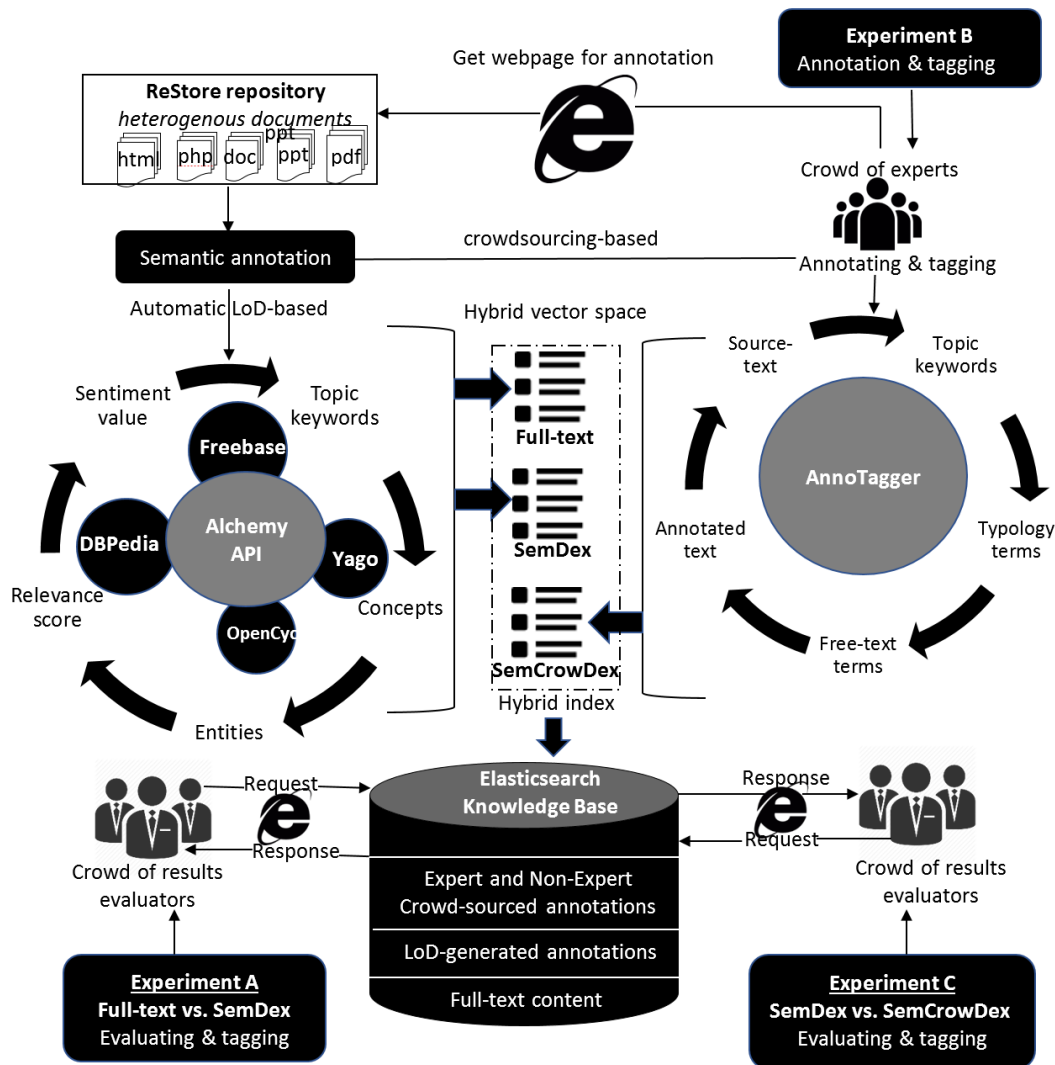 Experiment B
Annotation & tagging
Get webpage for annotation
ReStore repository
heterogenous documents
ppt
html
php
doc
ppt
pdf
Crowd of experts
Semantic annotation
crowdsourcing-based
Annotating & tagging
Automatic LoD-based
Hybrid vector space
Sentiment
value
Topic
keywords
Freebase
Alchemy
API
DBPedia
Yago
OpenCyc
Relevance
score
Concepts
Entities
Full-text
SemDex
SemCrowDex
Hybrid index
Source-
text
Topic
keywords
AnnoTagger
Annotated
text
Typology
terms
Free-text
terms
Request
Response
Crowd of results
evaluators
Elasticsearch
Knowledge Base
Expert and Non-Expert
Crowd-sourced annotations
LoD-generated annotations
Full-text content
Response
Request
Crowd of results
evaluators
Experiment A
Full-text vs. SemDex
Evaluating & tagging
Experiment C
SemDex vs. SemCrowDex
Evaluating & tagging